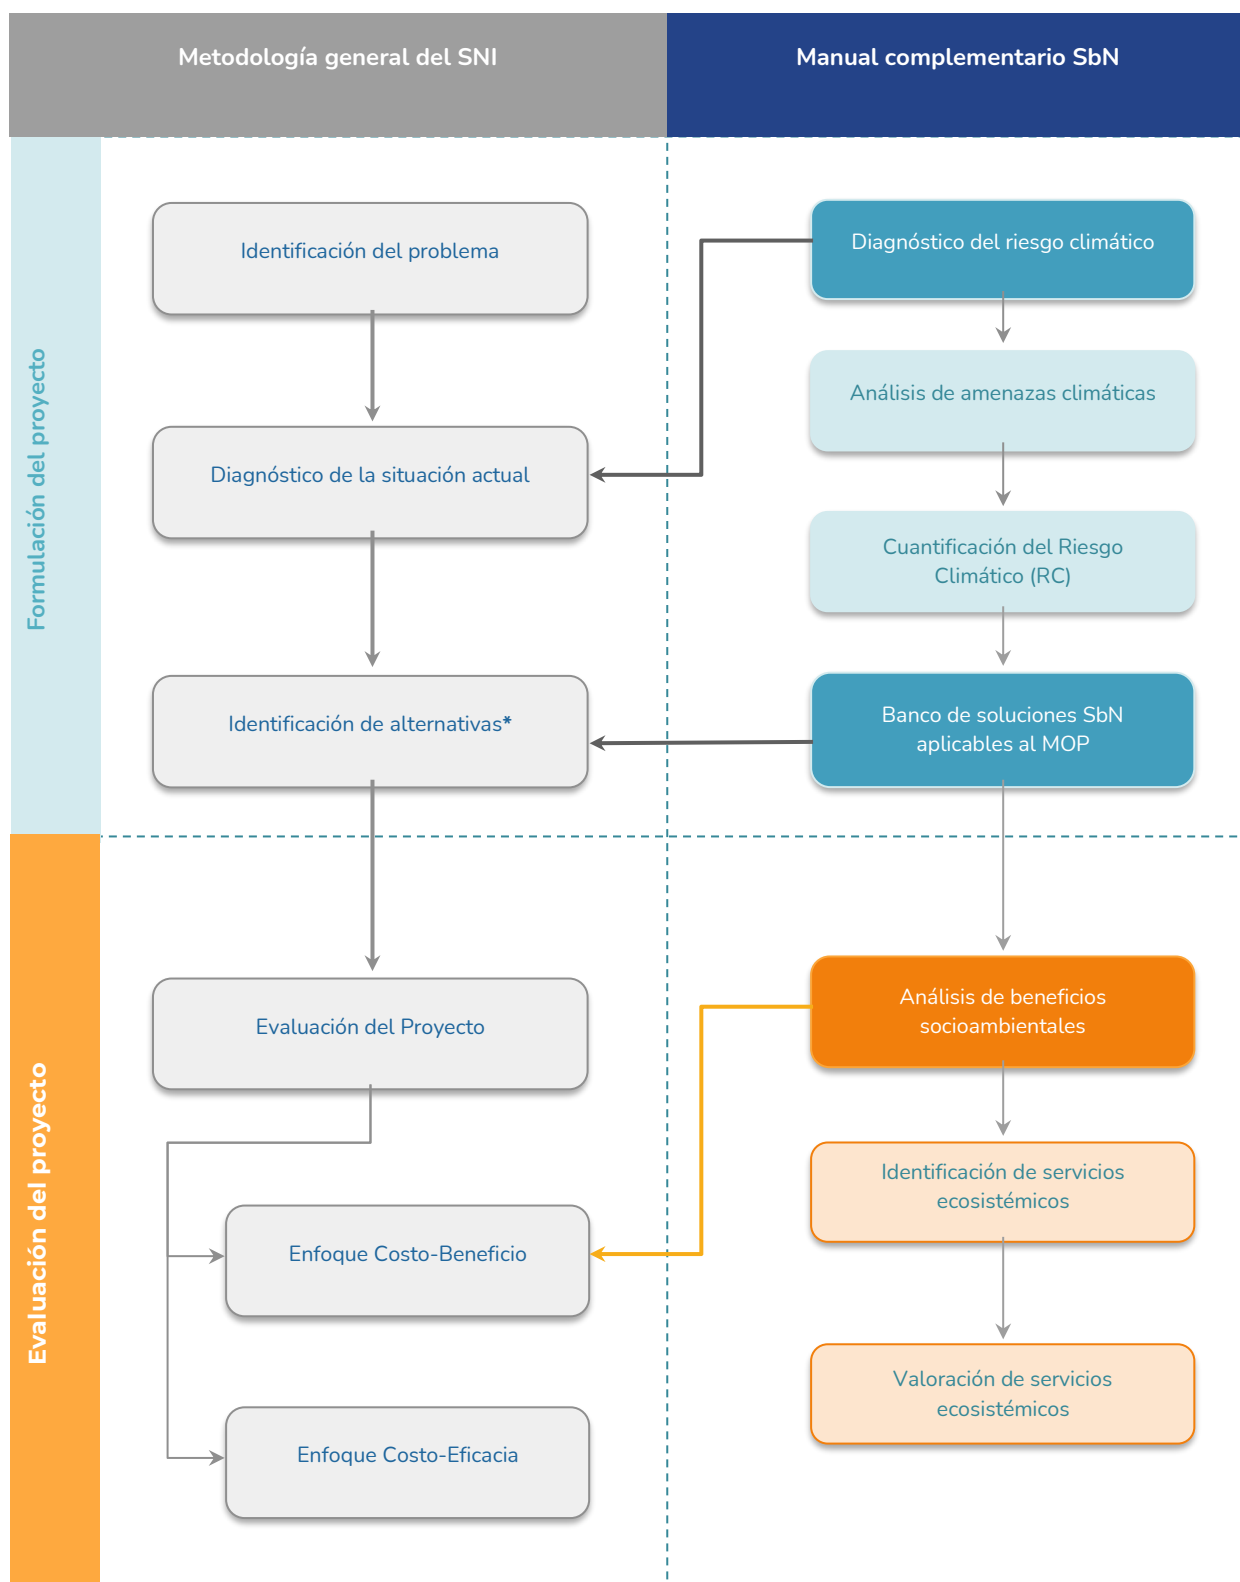 Metodología general del SNI
Manual complementario SbN
Formulación del proyecto
Identificación del problema
Diagnóstico de la situación actual
Identificación de alternativas*
Diagnóstico del riesgo climático
Análisis de amenazas climáticas
Cuantificación del Riesgo
Climático (RC)
Banco de soluciones SbN
aplicables al MOP
Evaluación del proyecto
Evaluación del Proyecto
Enfoque Costo-Beneficio
Enfoque Costo-Eficacia
Análisis de beneficios
socioambientales
Identificación de servicios
ecosistémicos
Valoración de servicios
ecosistémicos